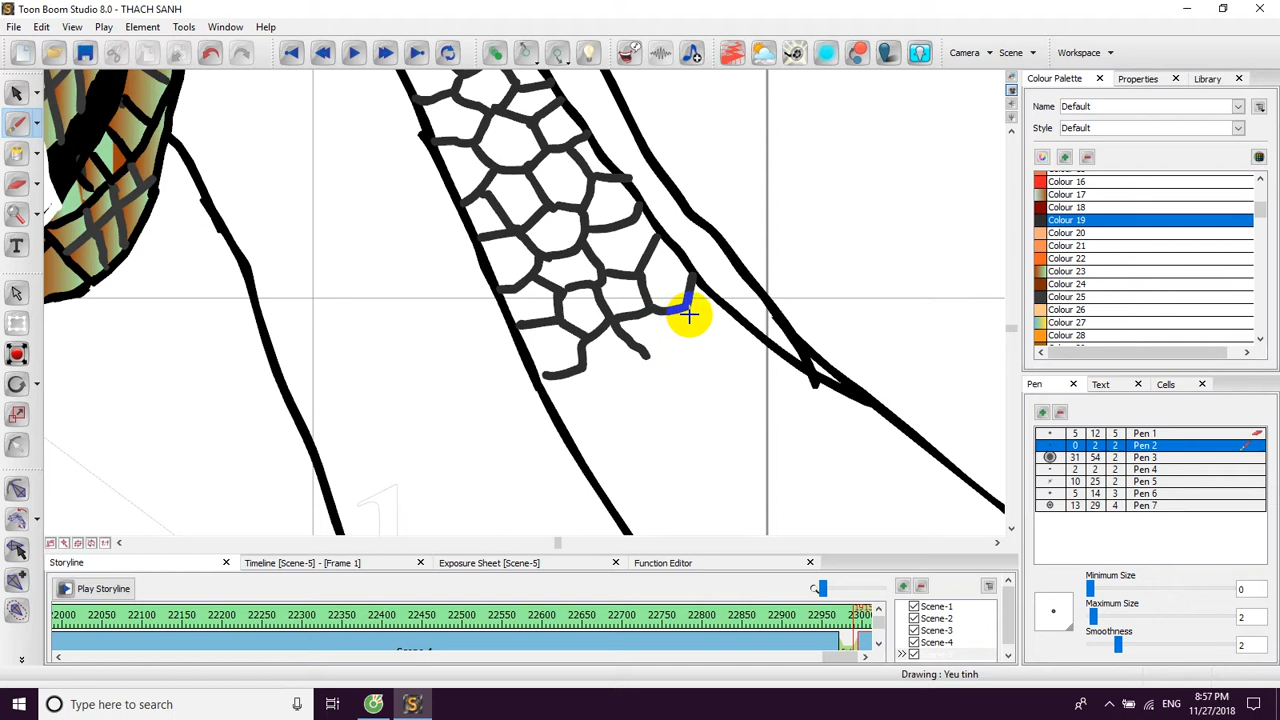 Toon Boom Studio 8.0 - THACH SANH
File Edit View Play Element Tools Window Help
Camera Scene Workspace
Colour Palette Properties Library
Name Default
Style Default
Colour 16
Colour 17
Colour 18
Colour 19
Colour 20
Colour 21
Colour 22
Colour 23
Colour 24
Colour 25
Colour 26
Colour 27
Colour 28
Pen Text Cells
5 12 5 Pen 1
0 2 2 Pen 2
31 54 2 Pen 3
2 2 2 Pen 4
10 25 2 Pen 5
5 14 3 Pen 6
13 29 4 Pen 7
Minimum Size
0
Maximum Size
2
Smoothness
2
1
Storyline Timeline [Scene-5] - [Frame 1] Exposure Sheet [Scene-5] Function Editor
Play Storyline
22050 22100 22150 22200 22250 22300 22350 22400 22450 22500 22550 22600 22650 22700 22750 22800 22850 22900
Scene-1
Scene-2
Scene-3
Scene-4
Drawing : Yeu tinh
Type here to search
ENG
8:57 PM
11/27/2018